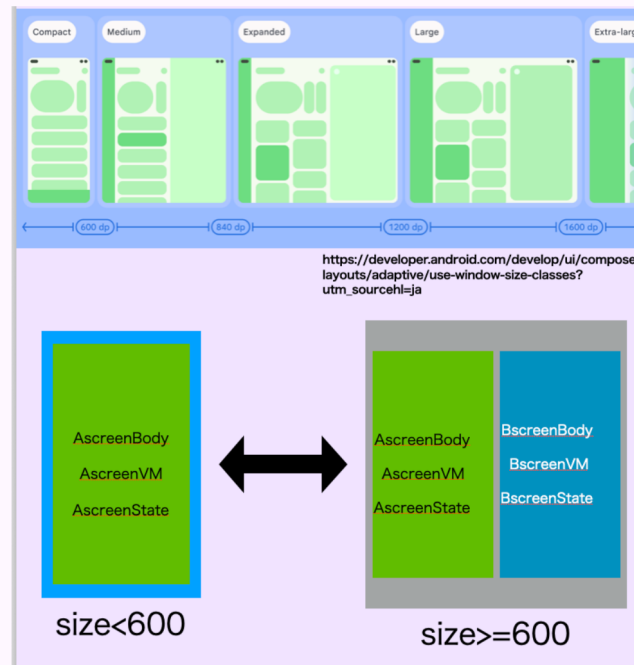 Compact
Medium
Expanded
Large
Extra-larg
600 dp
840 dp
1200 dp
1600 dp
https://developer.android.com/develop/ui/compose
layouts/adaptive/use-window-size-classes?
utm_sourcehl=ja
AscreenBody
AscreenVM
AscreenState
AscreenBody
AscreenVM
AscreenState
BscreenBody
BscreenVM
BscreenState
size<600
size>=600